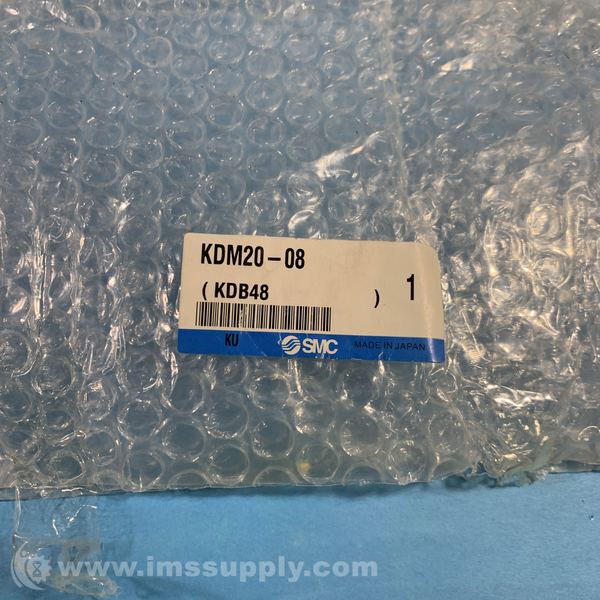 KDM20-08
( KDB48 ) 1
KU SMC MADE IN JAPAN
www.imssupply.com